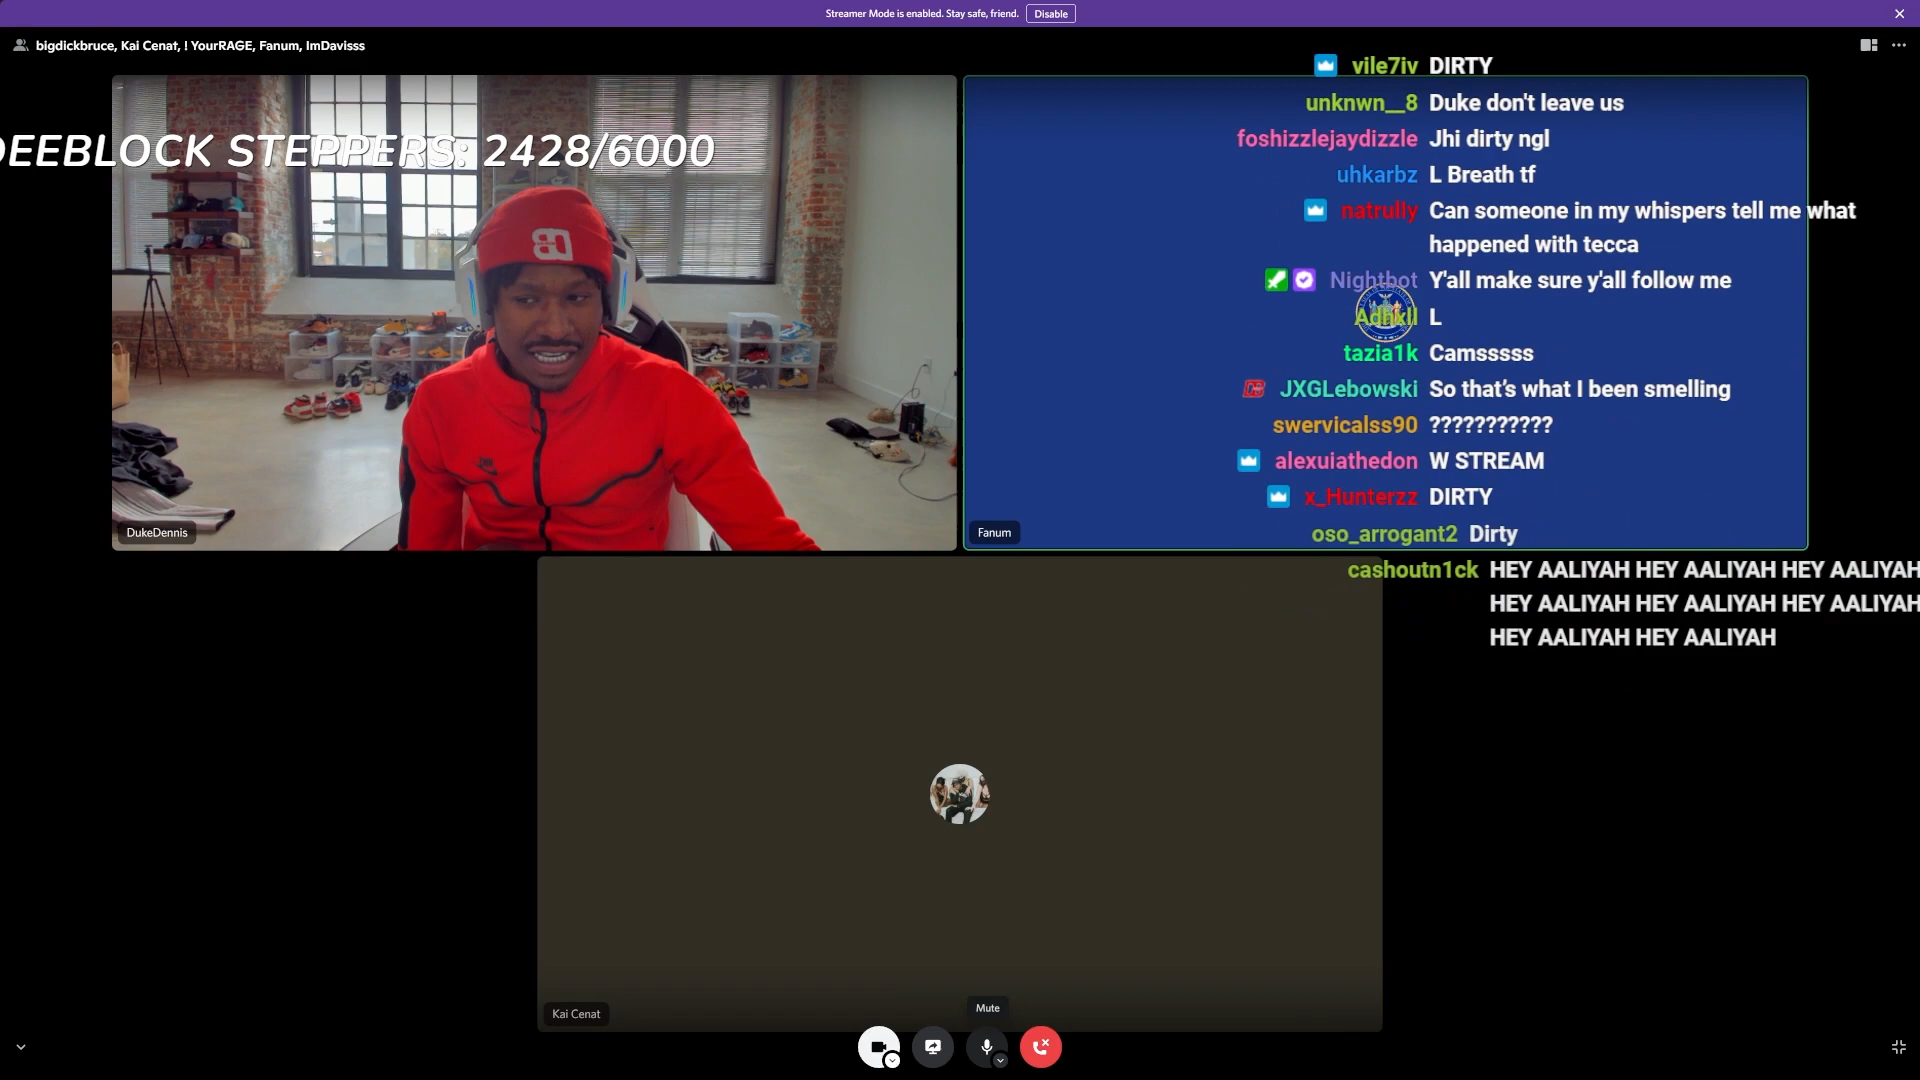 Streamer Mode is enabled. Stay safe, friend. Disable
bigdickbruce, Kai Cenat, ! YourRAGE, Fanum, ImDavisss
DEEBLOCK STEPPERS: 2428/6000
vile7iv DIRTY
unknwn__8 Duke don't leave us
foshizzlejaydizzle Jhi dirty ngl
uhkarbz L Breath tf
natrully Can someone in my whispers tell me what
happened with tecca
Nightbot Y'all make sure y'all follow me
Adhxll L
tazia1k Camsssss
JXGLebowski So that’s what I been smelling
swervicalss90 ???????????
alexuiathedon W STREAM
x_Hunterzz DIRTY
oso_arrogant2 Dirty
cashoutn1ck HEY AALIYAH HEY AALIYAH HEY AALIYAH
HEY AALIYAH HEY AALIYAH HEY AALIYAH
HEY AALIYAH HEY AALIYAH
DukeDennis
Fanum
Kai Cenat
Mute